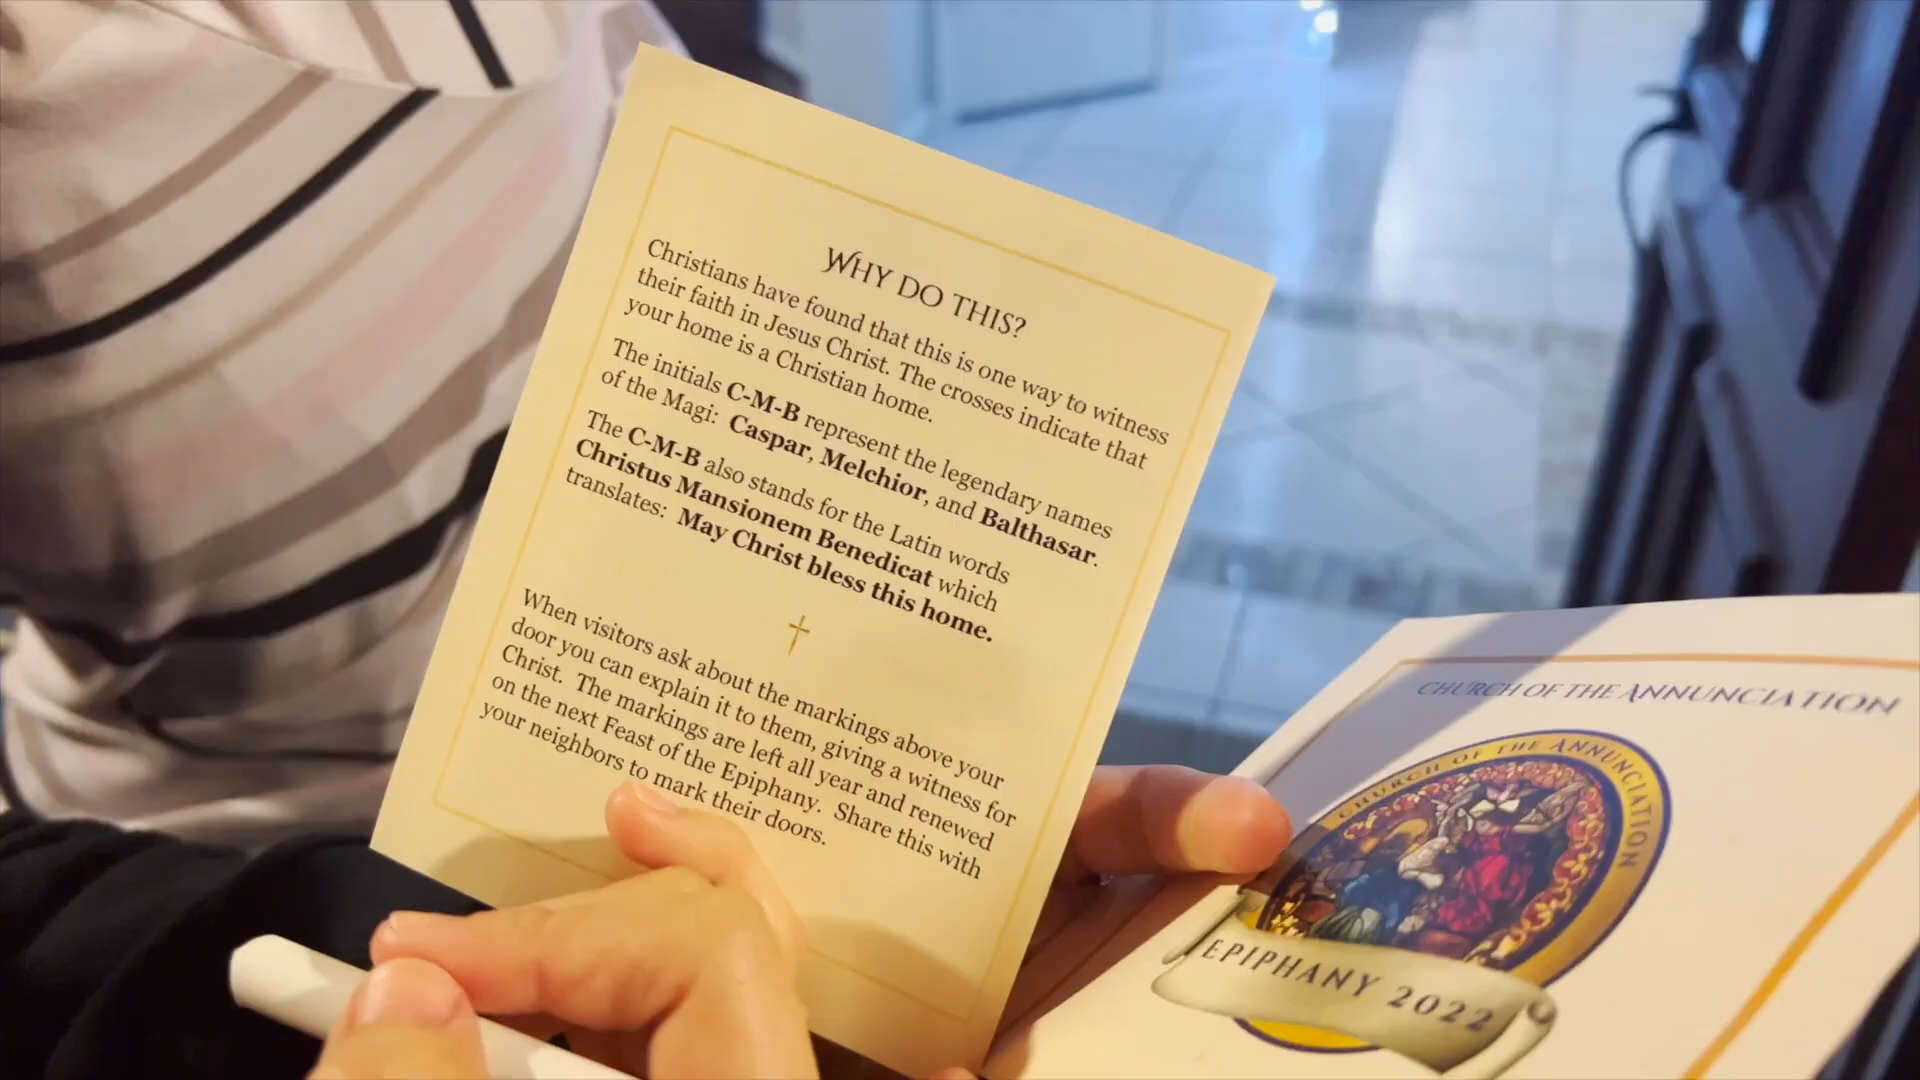 WHY DO THIS?
Christians have found that this is one way to witness
their faith in Jesus Christ. The crosses indicate that
your home is a Christian home.
The initials C-M-B represent the legendary names
of the Magi: Caspar, Melchior, and Balthasar.
The C-M-B also stands for the Latin words
Christus Mansionem Benedicat which
translates: May Christ bless this home.
When visitors ask about the markings above your
door you can explain it to them, giving a witness for
Christ. The markings are left all year and renewed
on the next Feast of the Epiphany. Share this with
your neighbors to mark their doors.
CHURCH OF THE ANNUNCIATION
CHURCH OF THE ANNUNCIATION
EPIPHANY 2022